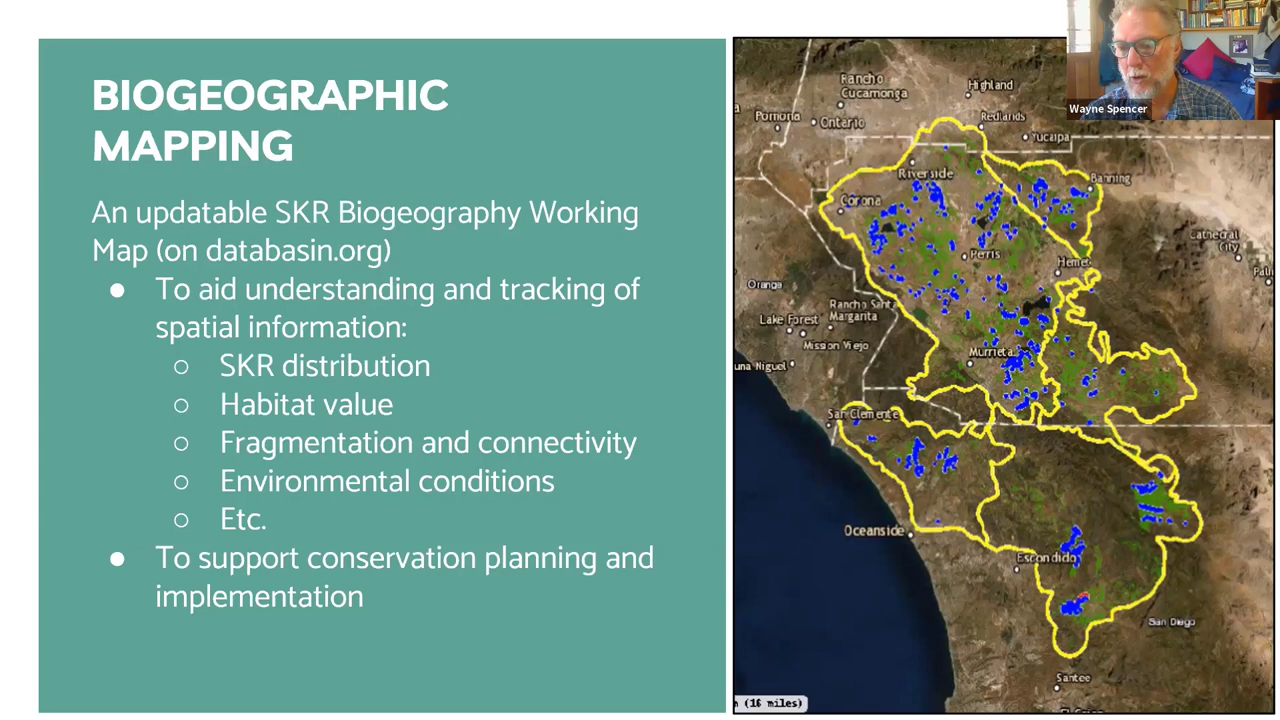 BIOGEOGRAPHIC
MAPPING
An updatable SKR Biogeography Working
Map (on databasin.org)
● To aid understanding and tracking of
spatial information:
○ SKR distribution
○ Habitat value
○ Fragmentation and connectivity
○ Environmental conditions
○ Etc.
● To support conservation planning and
implementation
Wayne Spencer
Rancho
Cucamonga
Highland
Pomona
Ontario
Redlands
Yucaipa
Riverside
Banning
Corona
Cathedral
City
Perris
Hemet
Orange
Rancho Santa
Margarita
Lake Forest
Mission Viejo
una Niguel
Murrieta
San Clemente
Oceanside
Escondido
San Diego
Santee
(16 miles)